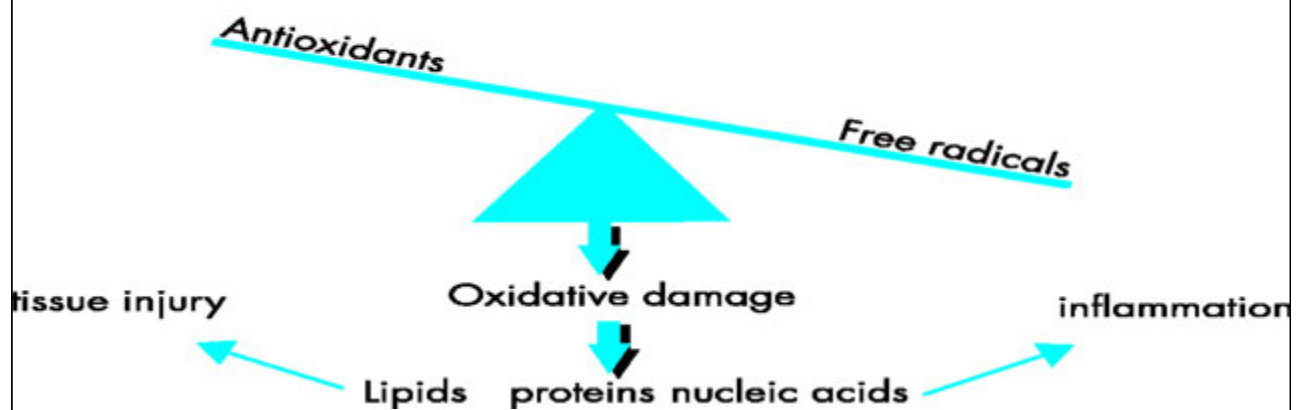 Antioxidants
Free radicals
tissue injury
Oxidative damage
inflammation
Lipids proteins nucleic acids